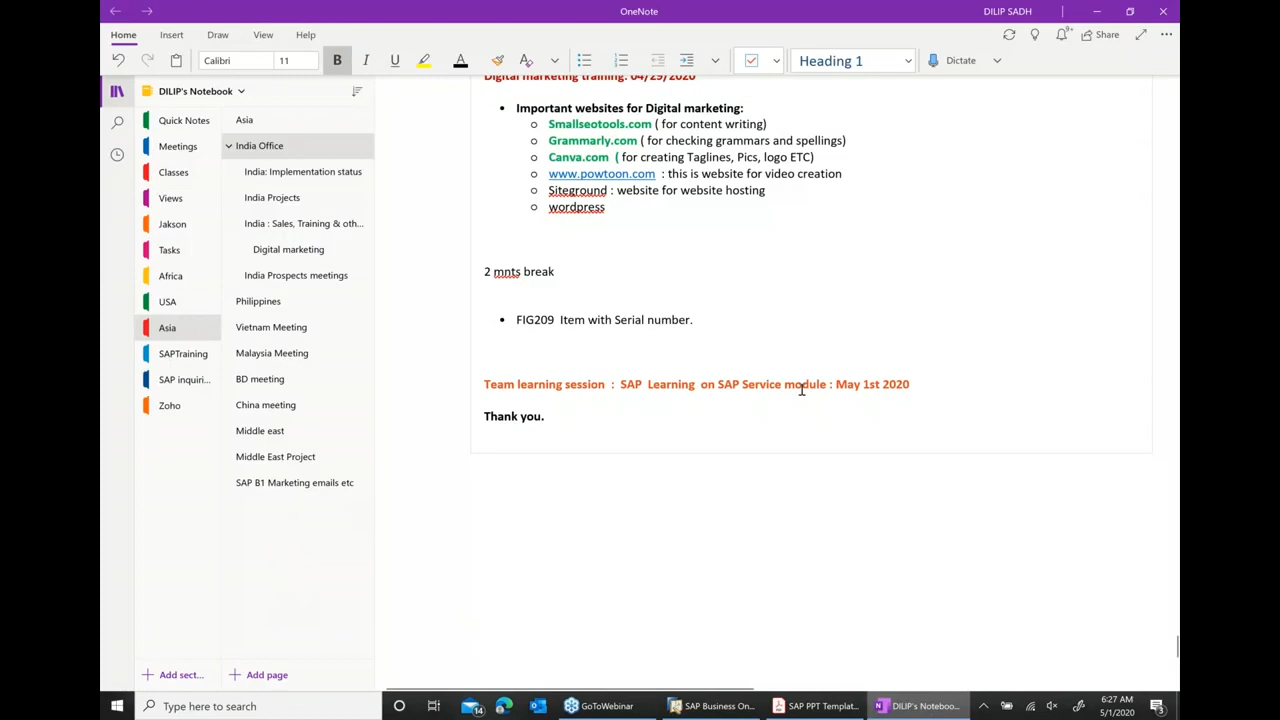 OneNote
DILIP SADH
Home Insert Draw View Help
Share
Calibri 11 B I U A Heading 1 Dictate
DILIP's Notebook
Quick Notes
Meetings
Classes
Views
Jakson
Tasks
Africa
USA
Asia
SAPTraining
SAP inquiri...
Zoho
Add sect...
Asia
India Office
India: Implementation status
India Projects
India : Sales, Training & oth...
Digital marketing
India Prospects meetings
Philippines
Vietnam Meeting
Malaysia Meeting
BD meeting
China meeting
Middle east
Middle East Project
SAP B1 Marketing emails etc
Add page
Digital marketing training: 04/29/2020
• Important websites for Digital marketing:
o Smallseotools.com ( for content writing)
o Grammarly.com ( for checking grammars and spellings)
o Canva.com ( for creating Taglines, Pics, logo ETC)
o www.powtoon.com : this is website for video creation
o Siteground : website for website hosting
o wordpress
2 mnts break
• FIG209 Item with Serial number.
Team learning session : SAP Learning on SAP Service module : May 1st 2020
Thank you.
Type here to search
14
GoToWebinar
SAP Business On...
SAP PPT Templat...
DILIP's Notebo...
6:27 AM
5/1/2020
3